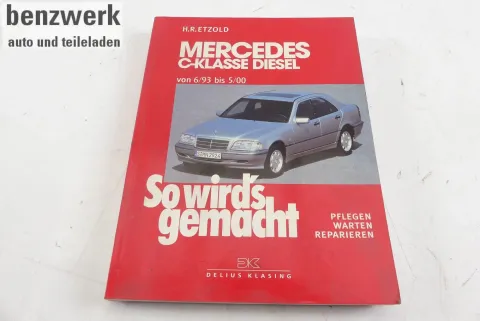 benzwerk
auto und teileladen
H.R.ETZOLD
MERCEDES
C-KLASSE DIESEL
von 6/93 bis 5/00
So wird's
gemacht
PFLEGEN
WARTEN
REPARIEREN
DK
DELIUS KLASING